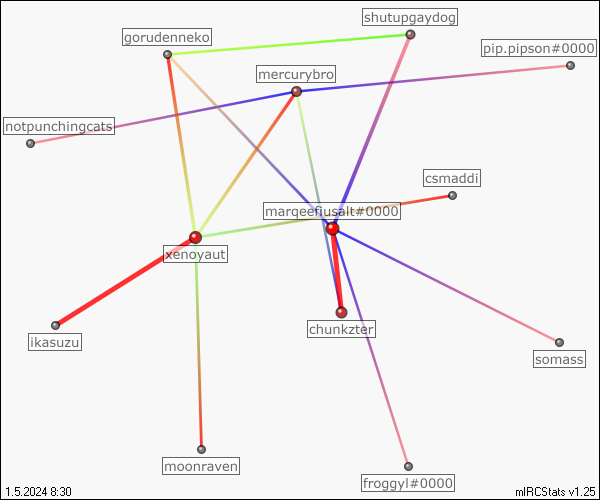 shutupgaydog
gorudenneko
pip.pipson#0000
mercurybro
notpunchingcats
csmaddi
marqeefiusalt#0000
xenoyaut
chunkzter
ikasuzu
somass
moonraven
froggyl#0000
1.5.2024 8:30
mIRCStats v1.25